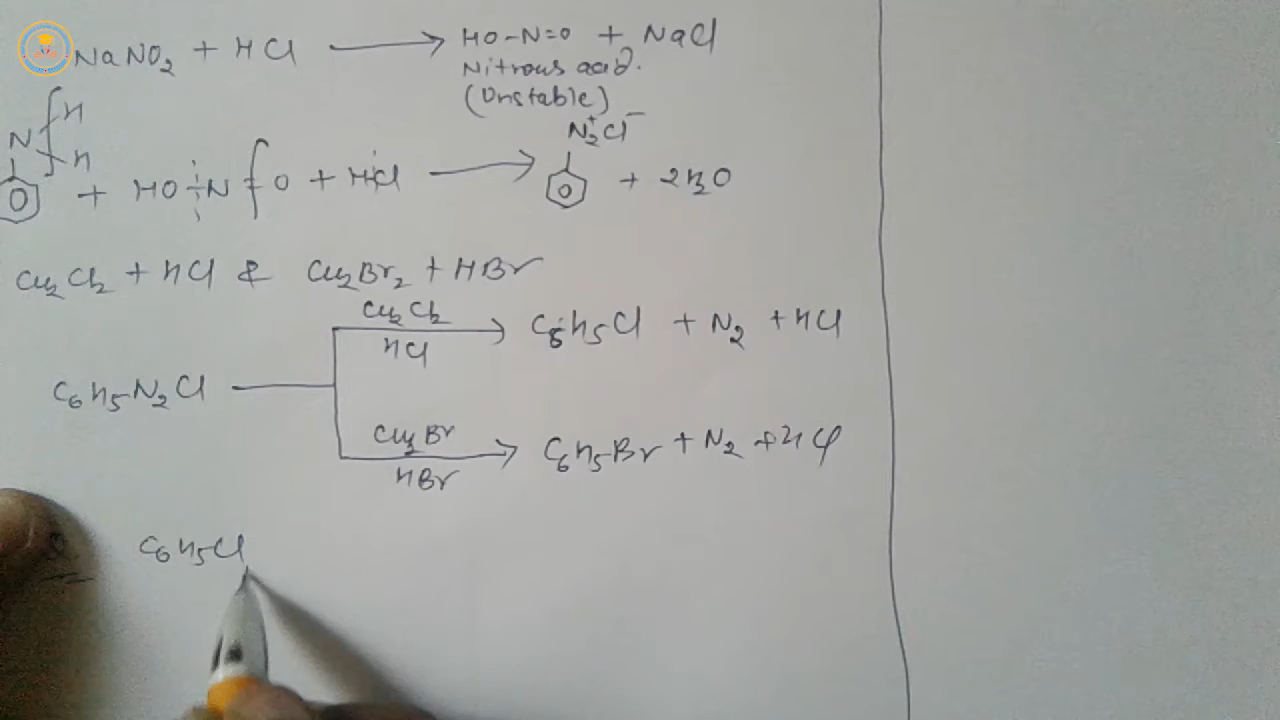 NaNO2 + HCl → HO-N=O + NaCl
Nitrous acid.
(Unstable)
N H H + HO N O + HCl → N2+Cl- + 2H2O
Cu2Cl2 + HCl & Cu2Br2 + HBr
Cu2Cl2
HCl → C6H5Cl + N2 + HCl
C6H5N2Cl
Cu2Br
HBr → C6H5Br + N2 + HCl
C6H5Cl